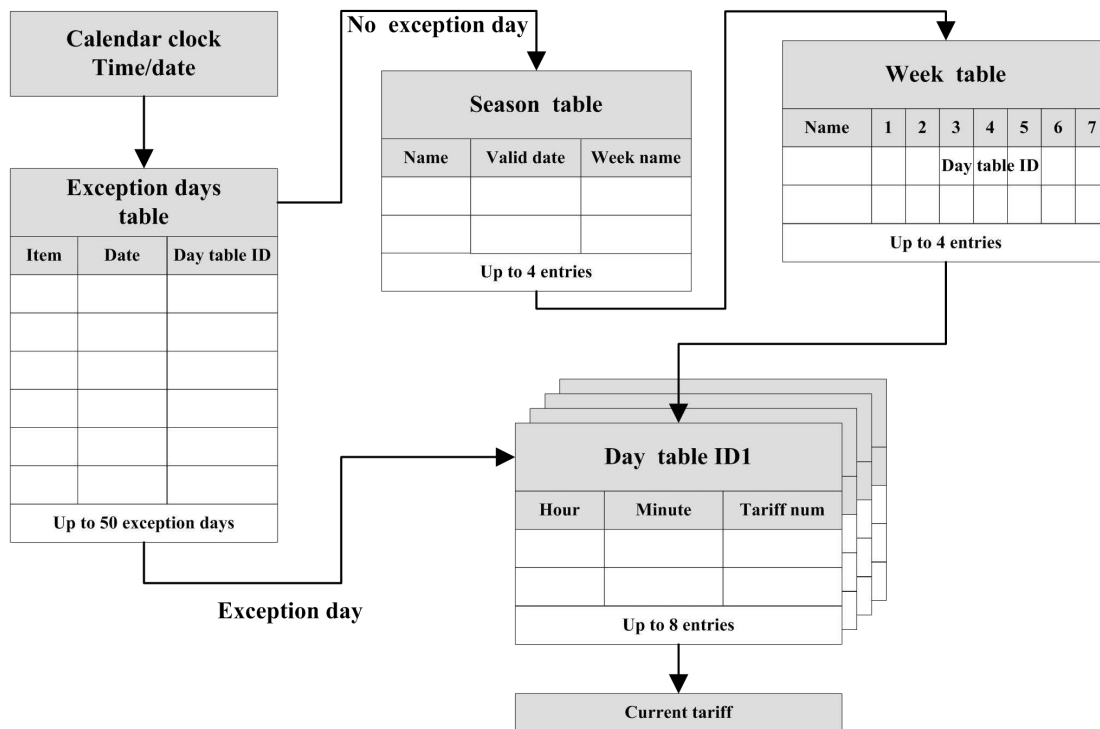 Calendar clock
Time/date
No exception day
Season table
Name Valid date Week name
Up to 4 entries
Week table
Name 1 2 3 4 5 6 7
Day table ID
Up to 4 entries
Exception days
table
Item Date Day table ID
Up to 50 exception days
Exception day
Day table ID1
Hour Minute Tariff num
Up to 8 entries
Current tariff